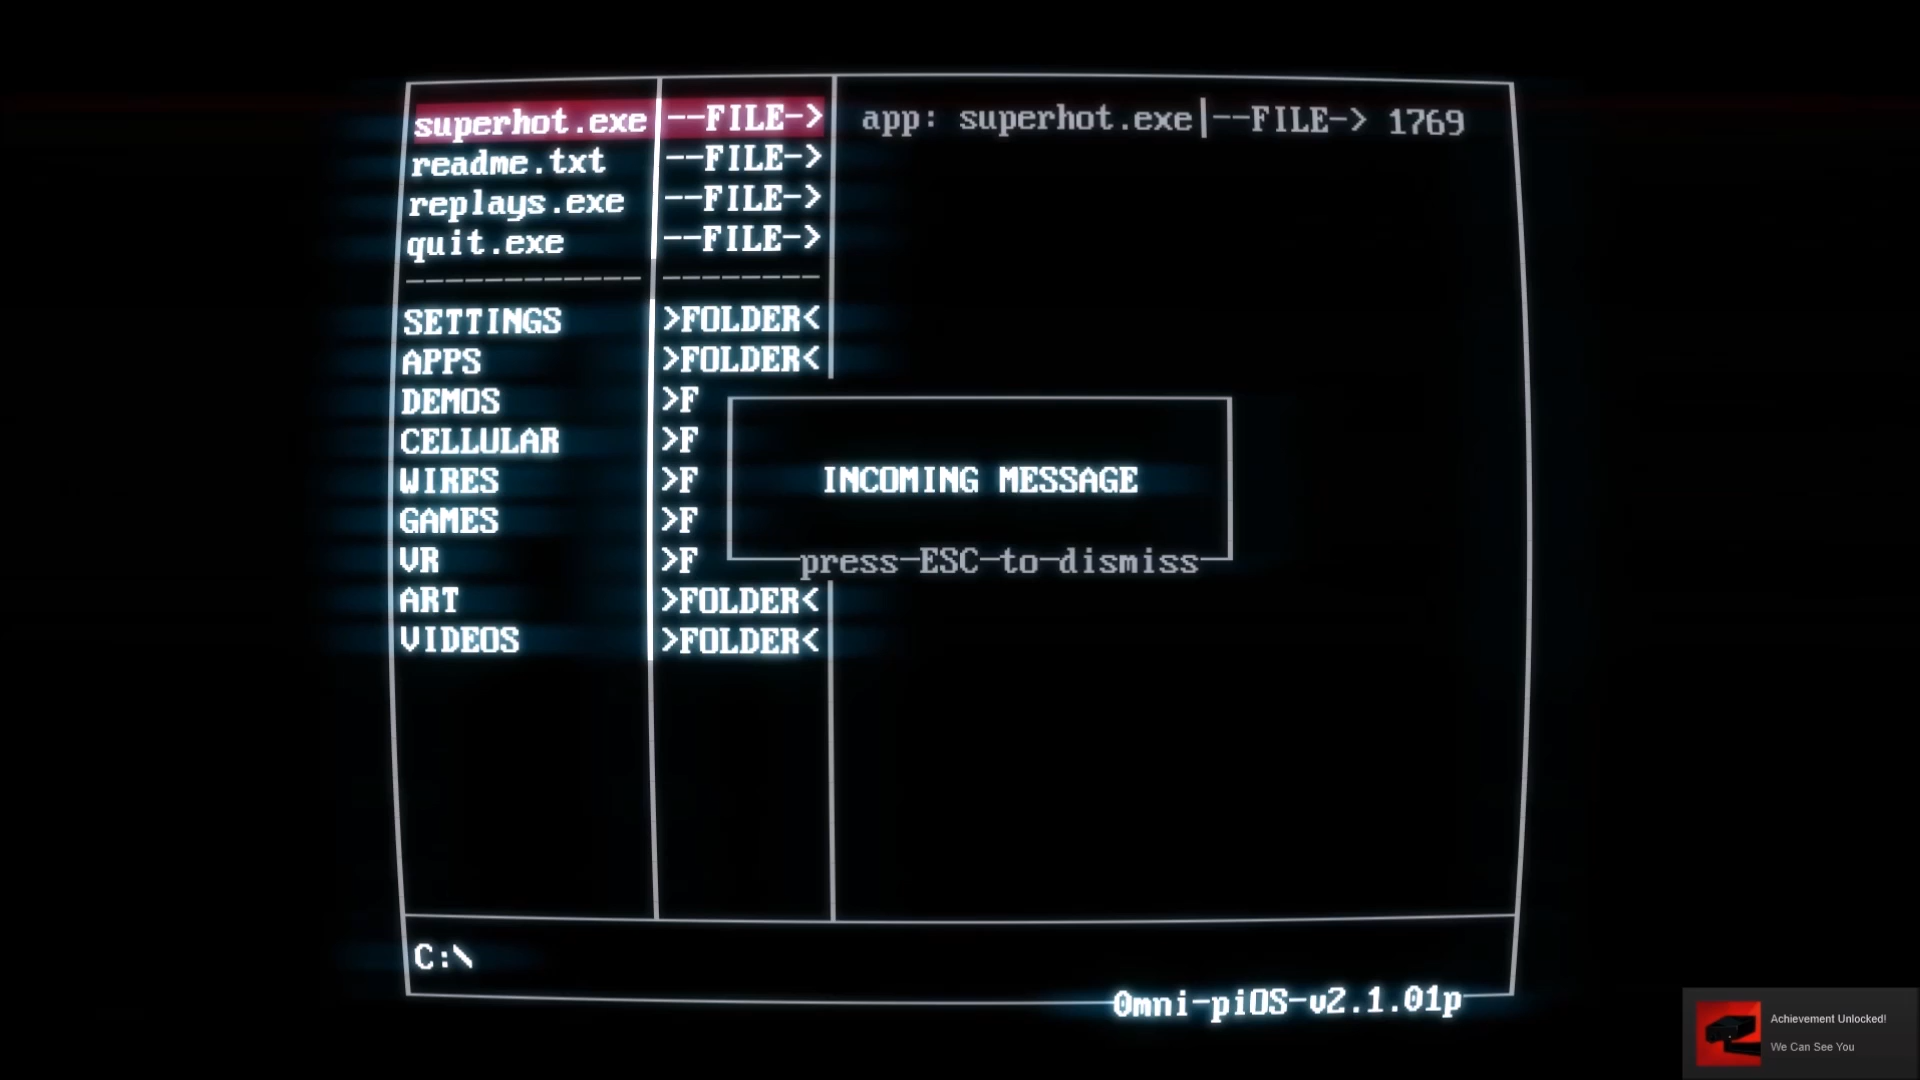 superhot.exe --FILE-> app: superhot.exe|--FILE-> 1769
readme.txt --FILE->
replays.exe --FILE->
quit.exe --FILE->
------------ --------
SETTINGS >FOLDER<
APPS >FOLDER<
DEMOS >F
CELLULAR >F
WIRES >F
GAMES >F
VR >F
ART >FOLDER<
VIDEOS >FOLDER<
INCOMING MESSAGE
press-ESC-to-dismiss
C:\
0mni-piOS-v2.1.01p
Achievement Unlocked!
We Can See You